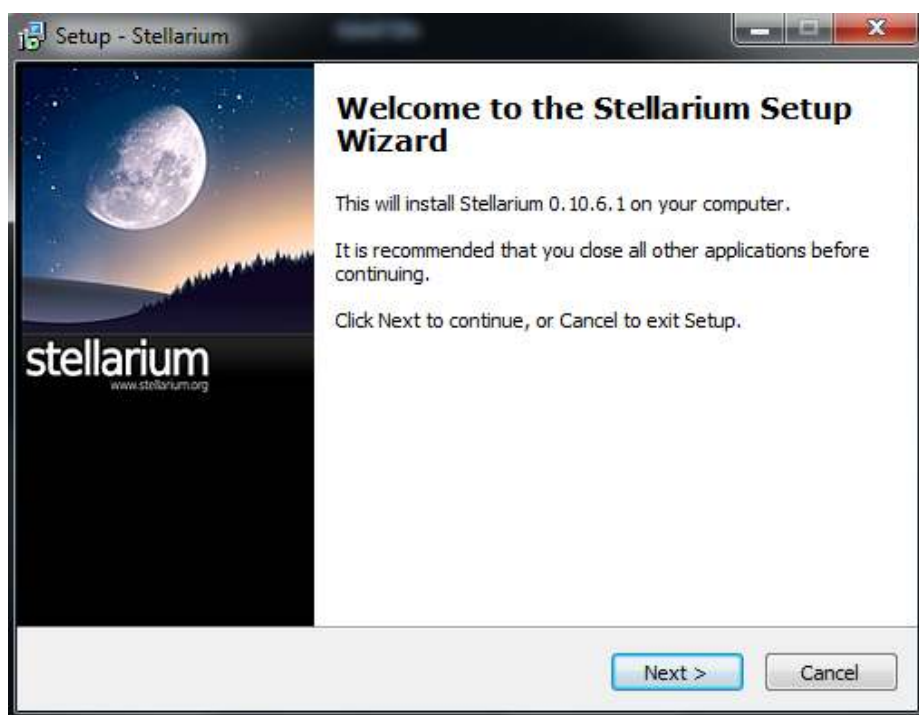 Setup - Stellarium
Welcome to the Stellarium Setup
Wizard
This will install Stellarium 0.10.6.1 on your computer.
It is recommended that you close all other applications before
continuing.
Click Next to continue, or Cancel to exit Setup.
stellarium
www.stellarium.org
Next >
Cancel